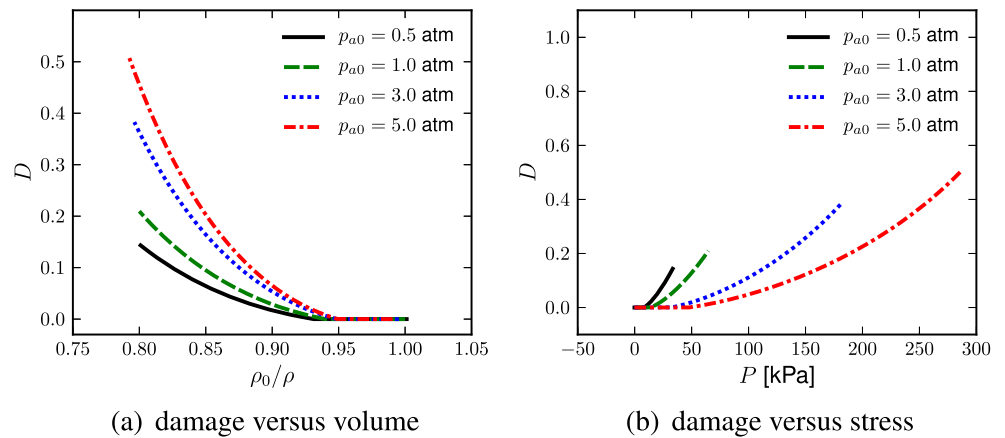 p_{a0} = 0.5 atm
p_{a0} = 1.0 atm
p_{a0} = 3.0 atm
p_{a0} = 5.0 atm
D
0.5
0.4
0.3
0.2
0.1
0.0
0.75 0.80 0.85 0.90 0.95 1.00 1.05
ρ_0/ρ
(a) damage versus volume
p_{a0} = 0.5 atm
p_{a0} = 1.0 atm
p_{a0} = 3.0 atm
p_{a0} = 5.0 atm
D
1.0
0.8
0.6
0.4
0.2
0.0
−50 0 50 100 150 200 250 300
P [kPa]
(b) damage versus stress